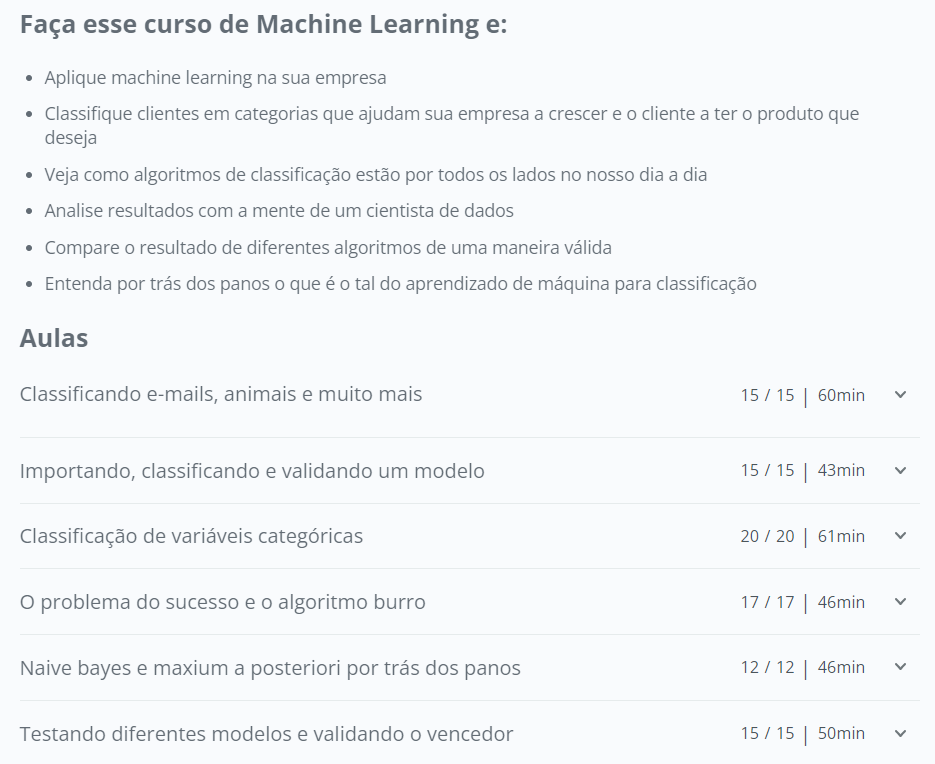 Faça esse curso de Machine Learning e:
• Aplique machine learning na sua empresa
• Classifique clientes em categorias que ajudam sua empresa a crescer e o cliente a ter o produto que
deseja
• Veja como algoritmos de classificação estão por todos os lados no nosso dia a dia
• Analise resultados com a mente de um cientista de dados
• Compare o resultado de diferentes algoritmos de uma maneira válida
• Entenda por trás dos panos o que é o tal do aprendizado de máquina para classificação
Aulas
Classificando e-mails, animais e muito mais 15 / 15 | 60min
Importando, classificando e validando um modelo 15 / 15 | 43min
Classificação de variáveis categóricas 20 / 20 | 61min
O problema do sucesso e o algoritmo burro 17 / 17 | 46min
Naive bayes e maxium a posteriori por trás dos panos 12 / 12 | 46min
Testando diferentes modelos e validando o vencedor 15 / 15 | 50min